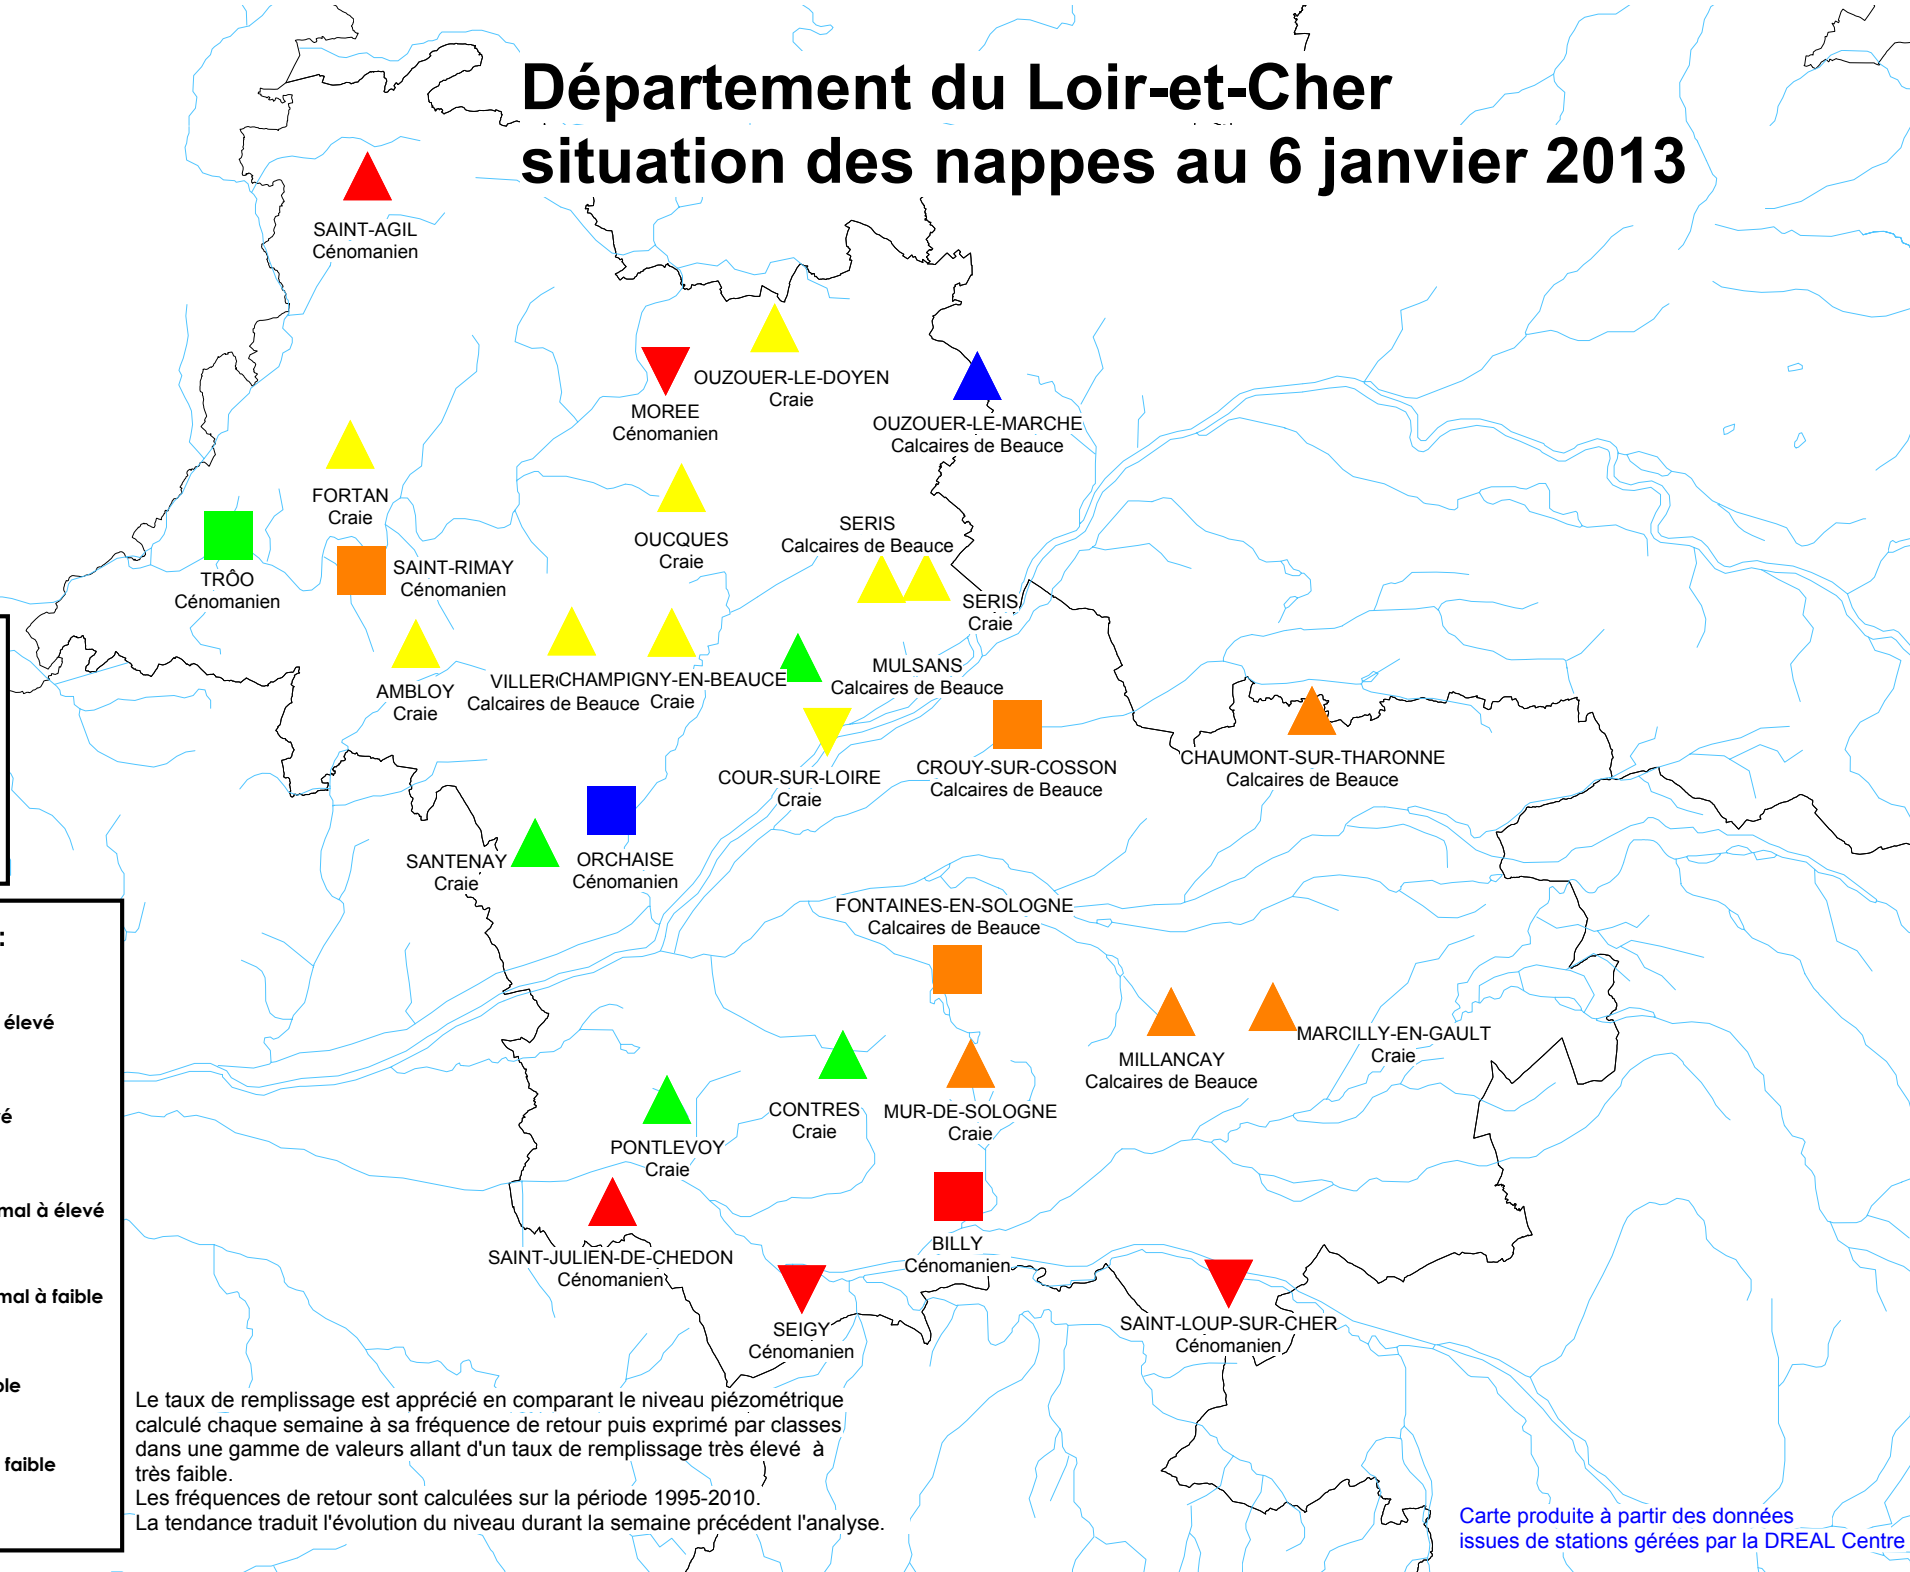 Département du Loir-et-Cher
situation des nappes au 6 janvier 2013
SAINT-AGIL
Cénomanien
OUZOUER-LE-DOYEN
Craie
MOREE
Cénomanien
OUZOUER-LE-MARCHE
Calcaires de Beauce
FORTAN
Craie
OUCQUES
Craie
SERIS
Calcaires de Beauce
TRÔO
Cénomanien
SAINT-RIMAY
Cénomanien
SERIS
Craie
AMBLOY
Craie
VILLER
Calcaires de Beauce
CHAMPIGNY-EN-BEAUCE
Craie
MULSANS
Calcaires de Beauce
COUR-SUR-LOIRE
Craie
CROUY-SUR-COSSON
Calcaires de Beauce
CHAUMONT-SUR-THARONNE
Calcaires de Beauce
SANTENAY
Craie
ORCHAISE
Cénomanien
FONTAINES-EN-SOLOGNE
Calcaires de Beauce
MILLANCAY
Calcaires de Beauce
MARCILLY-EN-GAULT
Craie
CONTRES
Craie
MUR-DE-SOLOGNE
Craie
PONTLEVOY
Craie
SAINT-JULIEN-DE-CHEDON
Cénomanien
BILLY
Cénomanien
SEIGY
Cénomanien
SAINT-LOUP-SUR-CHER
Cénomanien
:
élevé
é
mal à élevé
mal à faible
ble
faible
Le taux de remplissage est apprécié en comparant le niveau piézométrique
calculé chaque semaine à sa fréquence de retour puis exprimé par classes
dans une gamme de valeurs allant d'un taux de remplissage très élevé à
très faible.
Les fréquences de retour sont calculées sur la période 1995-2010.
La tendance traduit l'évolution du niveau durant la semaine précédent l'analyse.
Carte produite à partir des données
issues de stations gérées par la DREAL Centre